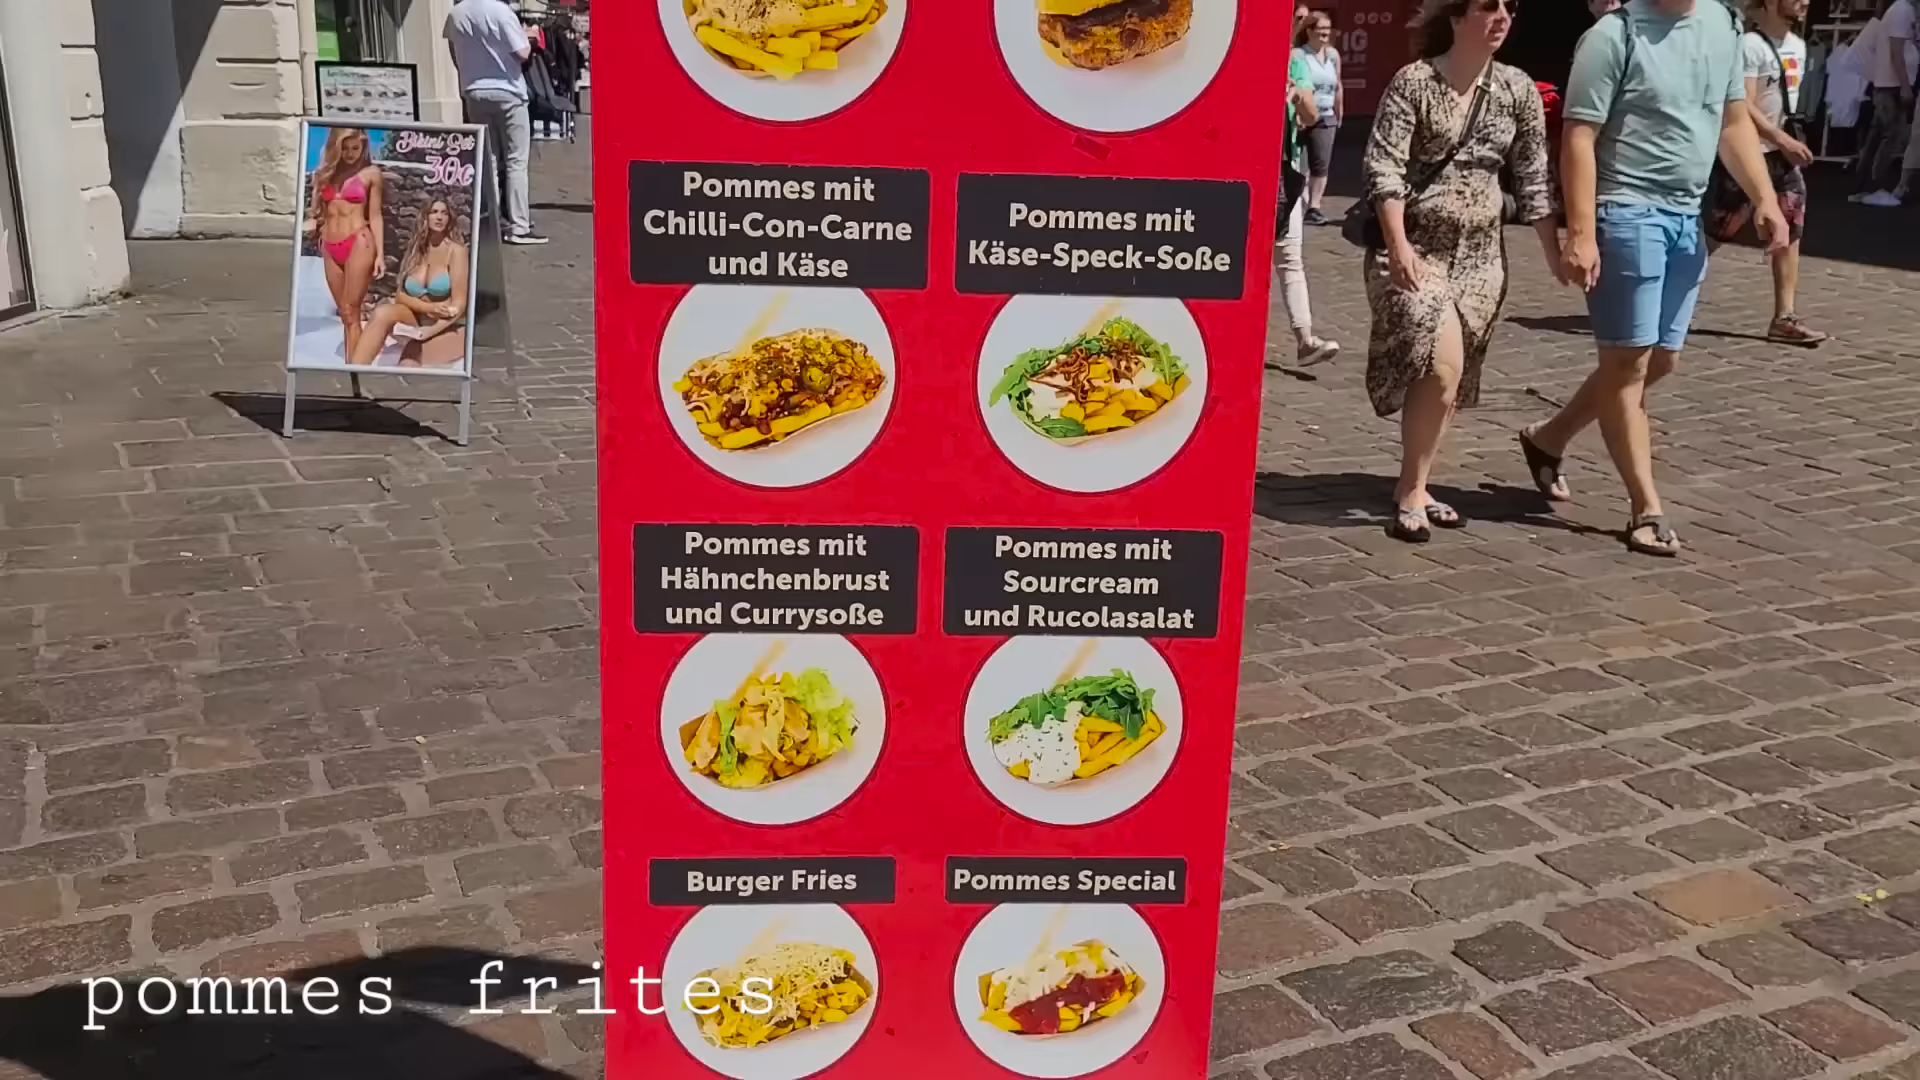 Bikini Set
30€
Pommes mit
Chilli-Con-Carne
und Käse
Pommes mit
Käse-Speck-Soße
Pommes mit
Hähnchenbrust
und Currysoße
Pommes mit
Sourcream
und Rucolasalat
Burger Fries
Pommes Special
pommes frites